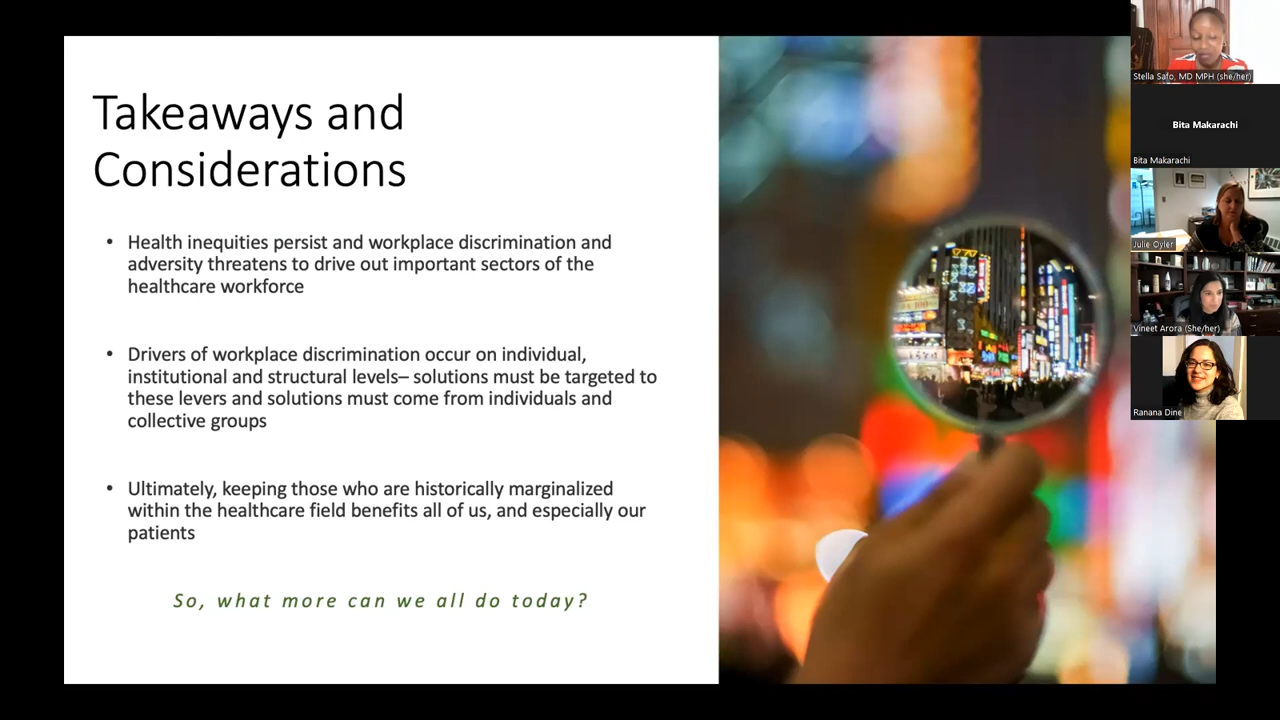 Takeaways and
Considerations
• Health inequities persist and workplace discrimination and
adversity threatens to drive out important sectors of the
healthcare workforce
• Drivers of workplace discrimination occur on individual,
institutional and structural levels– solutions must be targeted to
these levers and solutions must come from individuals and
collective groups
• Ultimately, keeping those who are historically marginalized
within the healthcare field benefits all of us, and especially our
patients
So, what more can we all do today?
Stella Safo, MD MPH (she/her)
Bita Makarachi
Bita Makarachi
Julie Oyler
Vineet Arora (She/her)
Ranana Dine